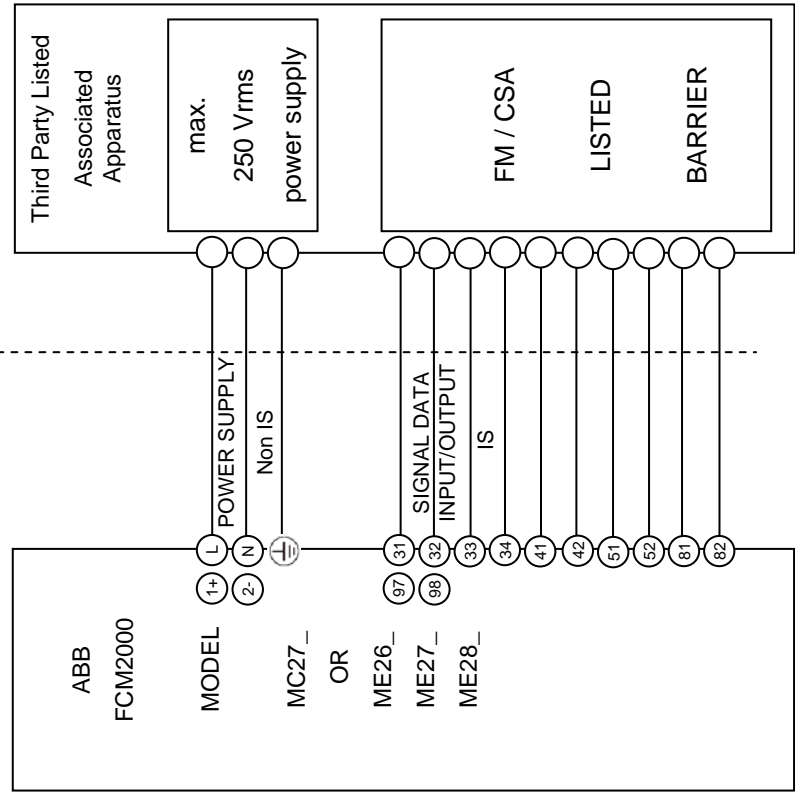 Third Party Listed
Associated
Apparatus
max.
250 Vrms
power supply
FM / CSA
LISTED
BARRIER
POWER SUPPLY
Non IS
SIGNAL DATA
INPUT/OUTPUT
IS
ABB
FCM2000
MODEL
MC27_
OR
ME26_
ME27_
ME28_
1+ L
2- N
97 31
98 32
33
34
41
42
51
52
81
82